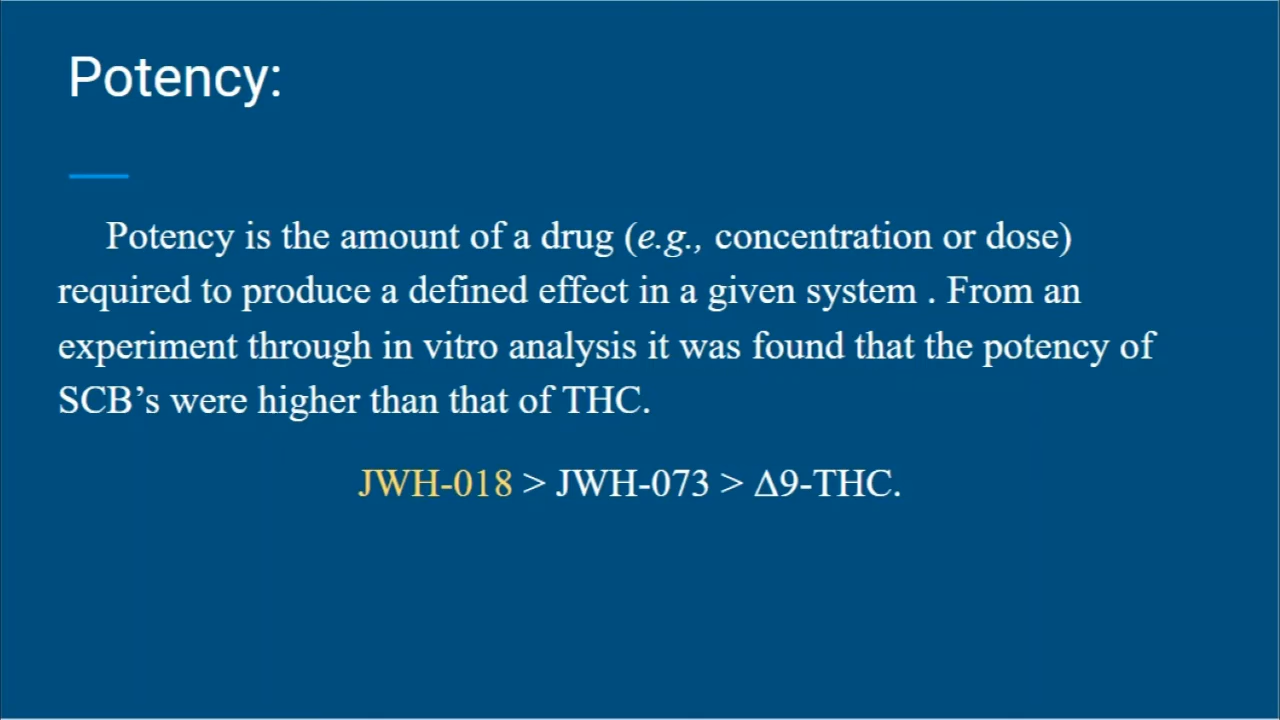 Potency:
Potency is the amount of a drug (e.g., concentration or dose)
required to produce a defined effect in a given system . From an
experiment through in vitro analysis it was found that the potency of
SCB’s were higher than that of THC.
JWH-018 > JWH-073 > Δ9-THC.